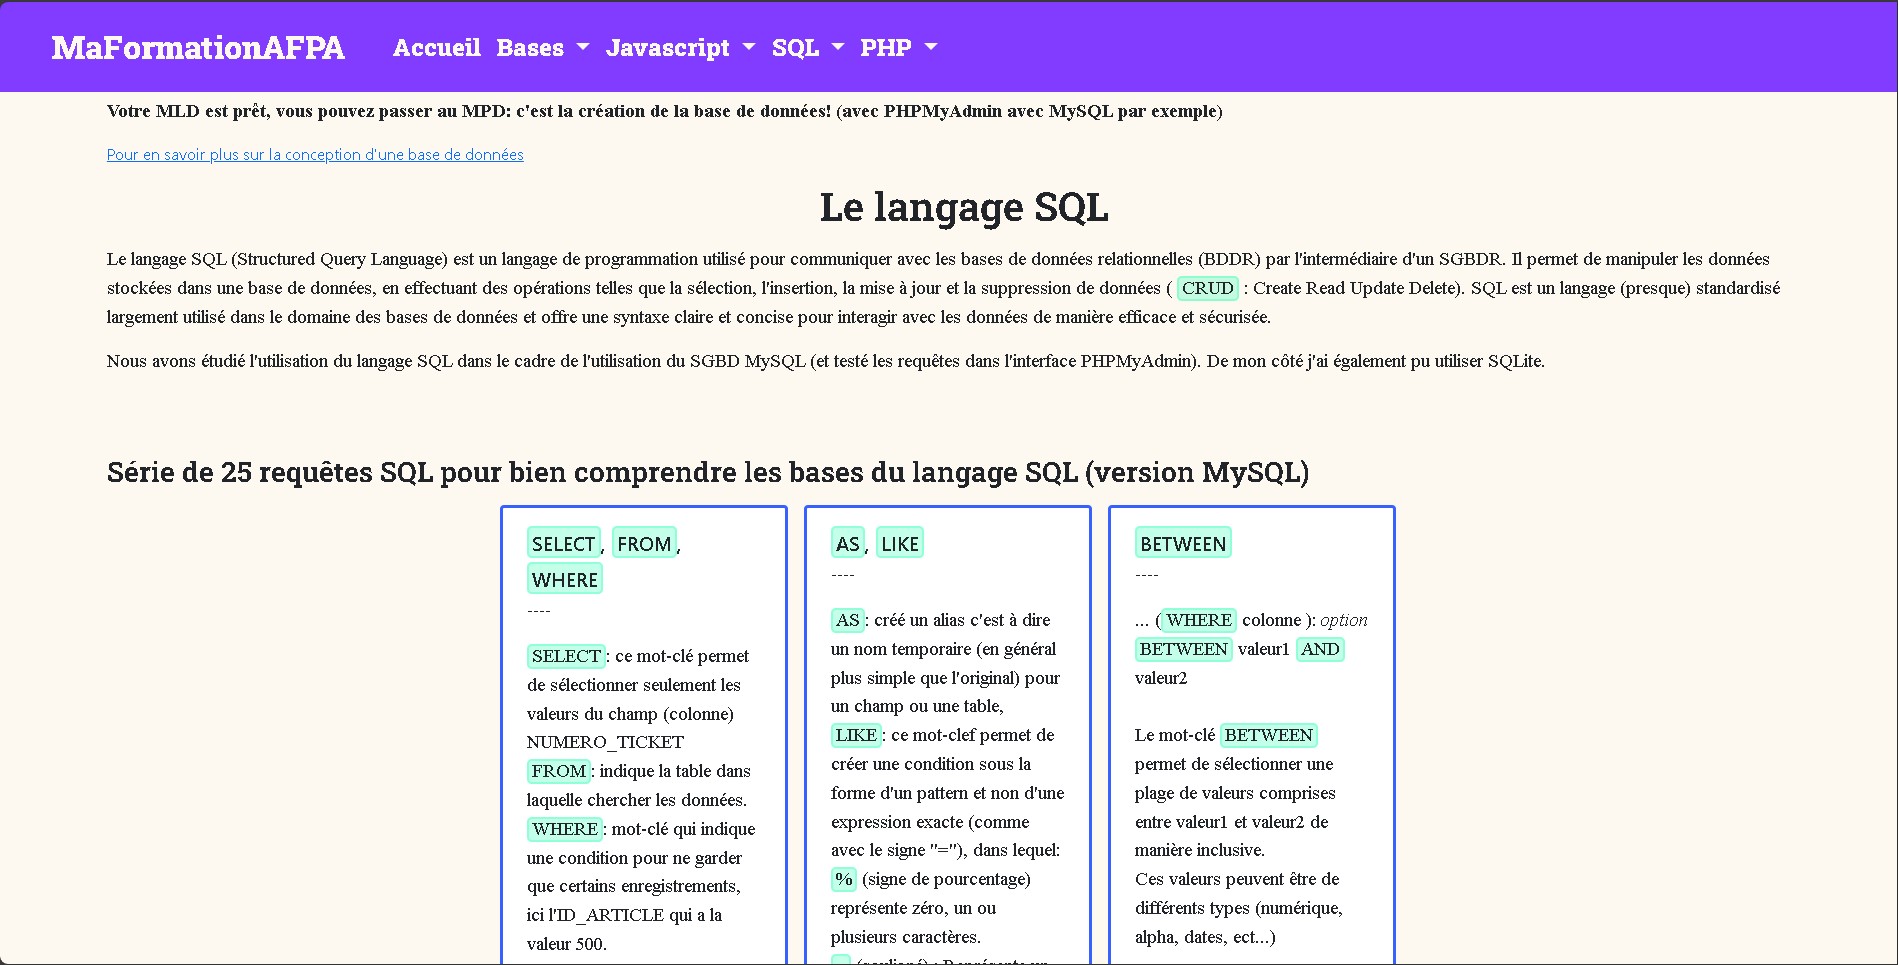 MaFormationAFPA Accueil Bases Javascript SQL PHP
Votre MLD est prêt, vous pouvez passer au MPD: c'est la création de la base de données! (avec PHPMyAdmin avec MySQL par exemple)
Pour en savoir plus sur la conception d'une base de données
Le langage SQL
Le langage SQL (Structured Query Language) est un langage de programmation utilisé pour communiquer avec les bases de données relationnelles (BDDR) par l'intermédiaire d'un SGBDR. Il permet de manipuler les données
stockées dans une base de données, en effectuant des opérations telles que la sélection, l'insertion, la mise à jour et la suppression de données ( CRUD : Create Read Update Delete). SQL est un langage (presque) standardisé
largement utilisé dans le domaine des bases de données et offre une syntaxe claire et concise pour interagir avec les données de manière efficace et sécurisée.
Nous avons étudié l'utilisation du langage SQL dans le cadre de l'utilisation du SGBD MySQL (et testé les requêtes dans l'interface PHPMyAdmin). De mon côté j'ai également pu utiliser SQLite.
Série de 25 requêtes SQL pour bien comprendre les bases du langage SQL (version MySQL)
SELECT, FROM,
WHERE
----
SELECT: ce mot-clé permet
de sélectionner seulement les
valeurs du champ (colonne)
NUMERO_TICKET
FROM: indique la table dans
laquelle chercher les données.
WHERE: mot-clé qui indique
une condition pour ne garder
que certains enregistrements,
ici l'ID_ARTICLE qui a la
valeur 500.
AS, LIKE
----
AS: créé un alias c'est à dire
un nom temporaire (en général
plus simple que l'original) pour
un champ ou une table,
LIKE: ce mot-clef permet de
créer une condition sous la
forme d'un pattern et non d'une
expression exacte (comme
avec le signe "="), dans lequel:
% (signe de pourcentage)
représente zéro, un ou
plusieurs caractères.
BETWEEN
----
... (WHERE colonne ): option
BETWEEN valeur1 AND
valeur2
Le mot-clé BETWEEN
permet de sélectionner une
plage de valeurs comprises
entre valeur1 et valeur2 de
manière inclusive.
Ces valeurs peuvent être de
différents types (numérique,
alpha, dates, ect...)